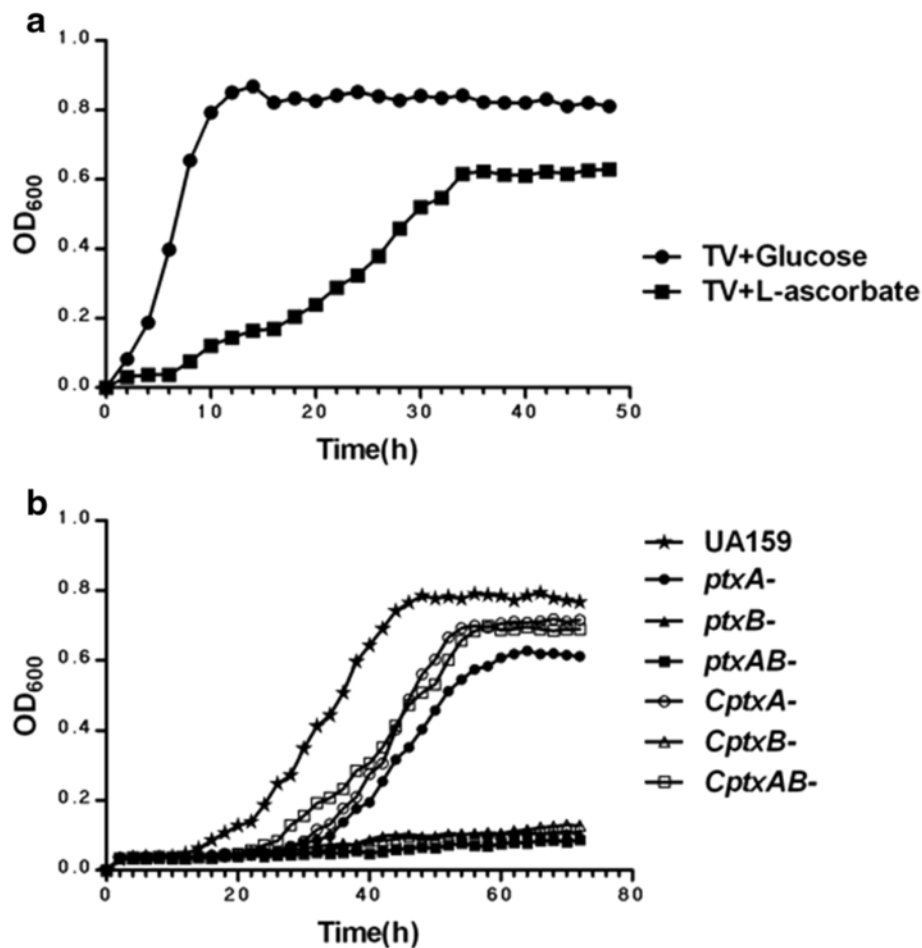 a
1.0
0.8
0.6
0.4
0.2
0.0
OD600
0
10
20
30
40
50
Time(h)
TV+Glucose
TV+L-ascorbate
b
1.0
0.8
0.6
0.4
0.2
0.0
OD600
0
20
40
60
80
Time(h)
UA159
ptxA-
ptxB-
ptxAB-
CptxA-
CptxB-
CptxAB-